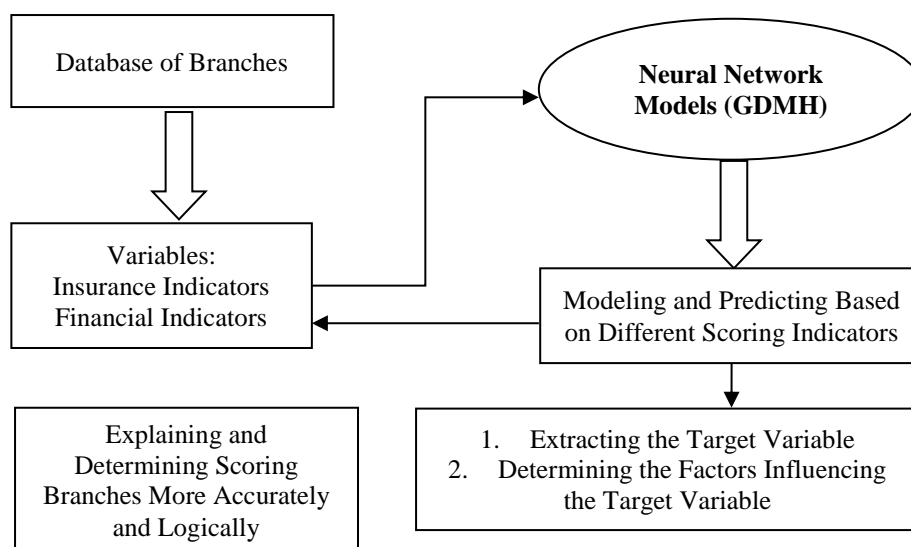 Database of Branches
Neural Network
Models (GDMH)
Variables:
Insurance Indicators
Financial Indicators
Modeling and Predicting Based
on Different Scoring Indicators
Explaining and
Determining Scoring
Branches More Accurately
and Logically
1. Extracting the Target Variable
2. Determining the Factors Influencing
the Target Variable